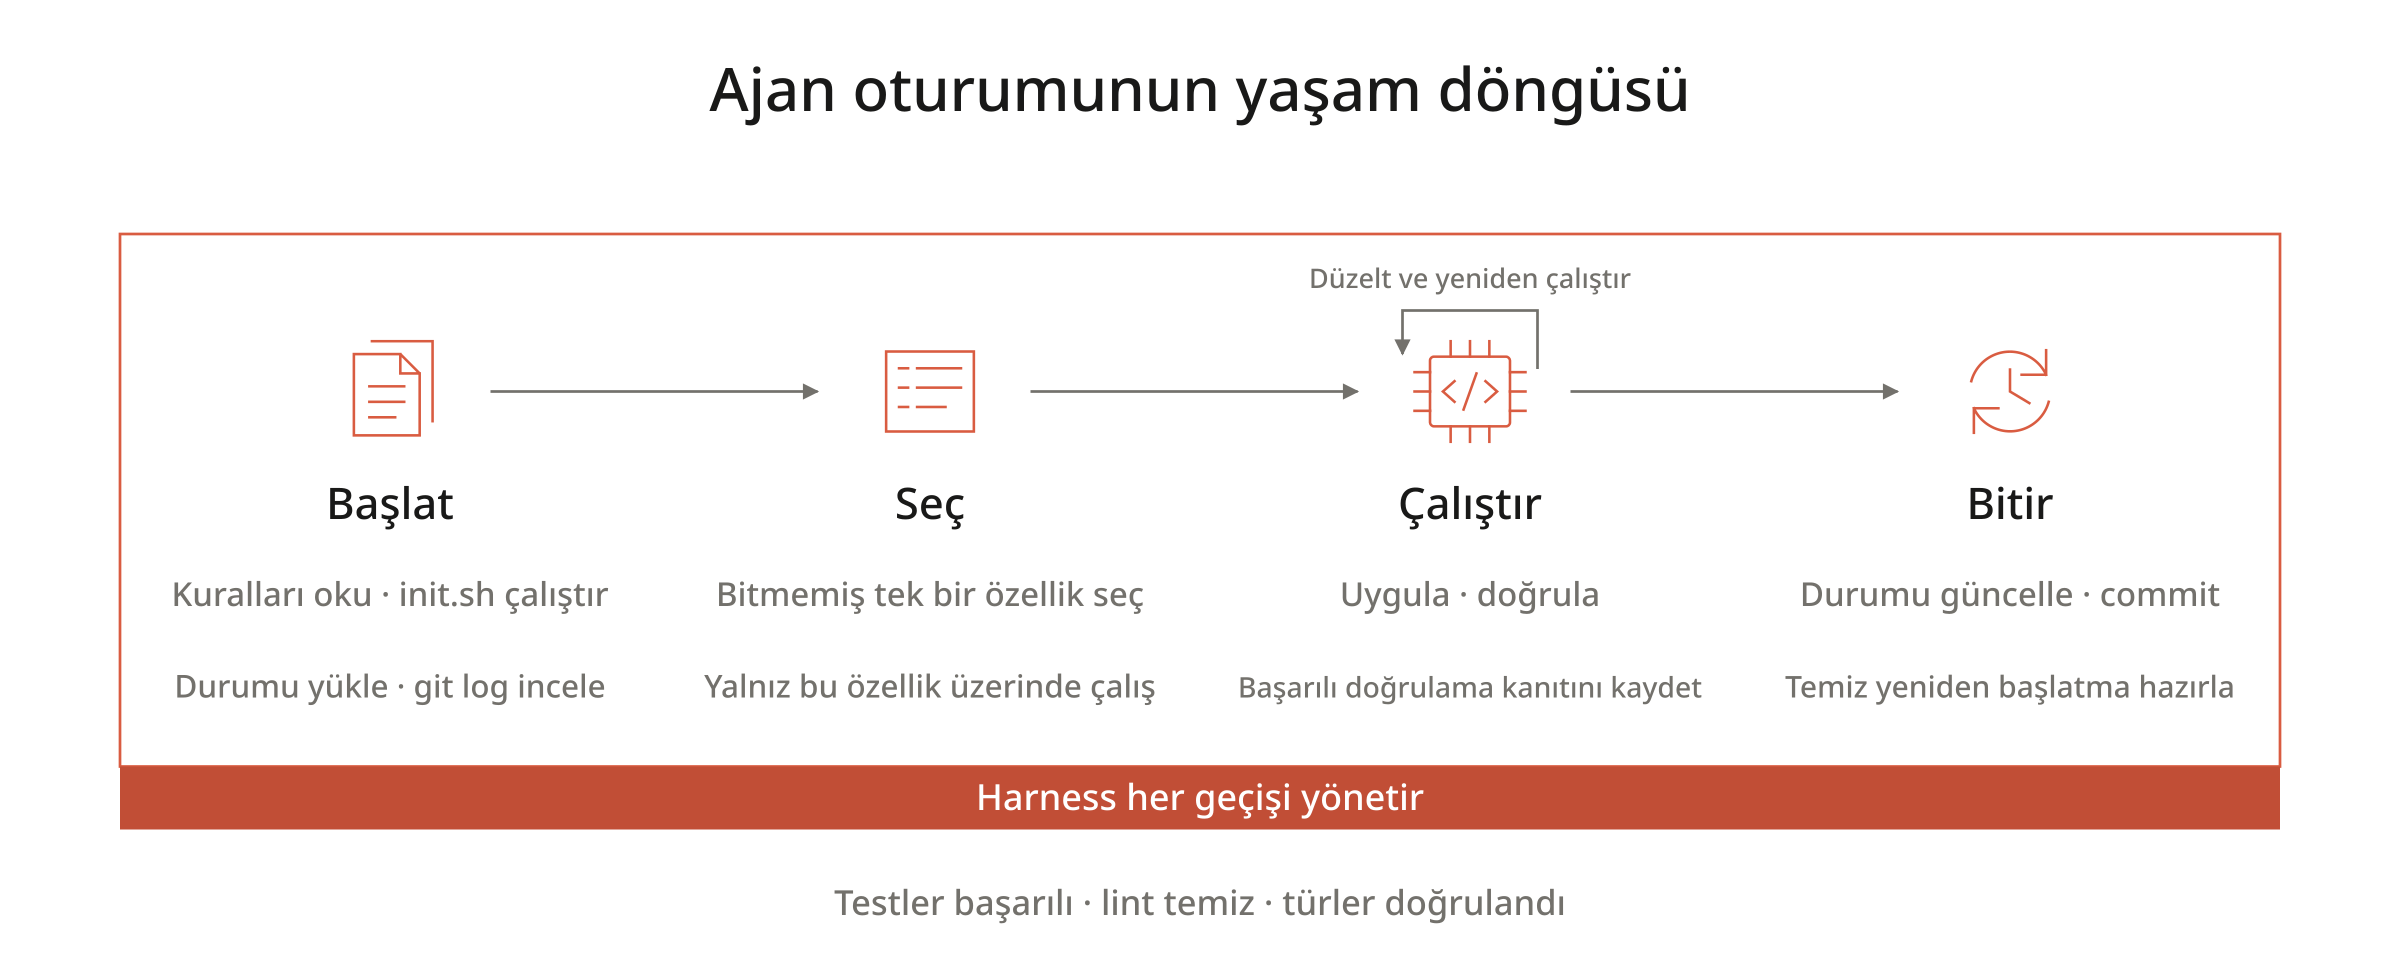 Ajan oturumunun yaşam döngüsü
Düzelt ve yeniden çalıştır
Başlat
Seç
Çalıştır
Bitir
Kuralları oku · init.sh çalıştır
Bitmemiş tek bir özellik seç
Uygula · doğrula
Durumu güncelle · commit
Durumu yükle · git log incele
Yalnız bu özellik üzerinde çalış
Başarılı doğrulama kanıtını kaydet
Temiz yeniden başlatma hazırla
Harness her geçişi yönetir
Testler başarılı · lint temiz · türler doğrulandı